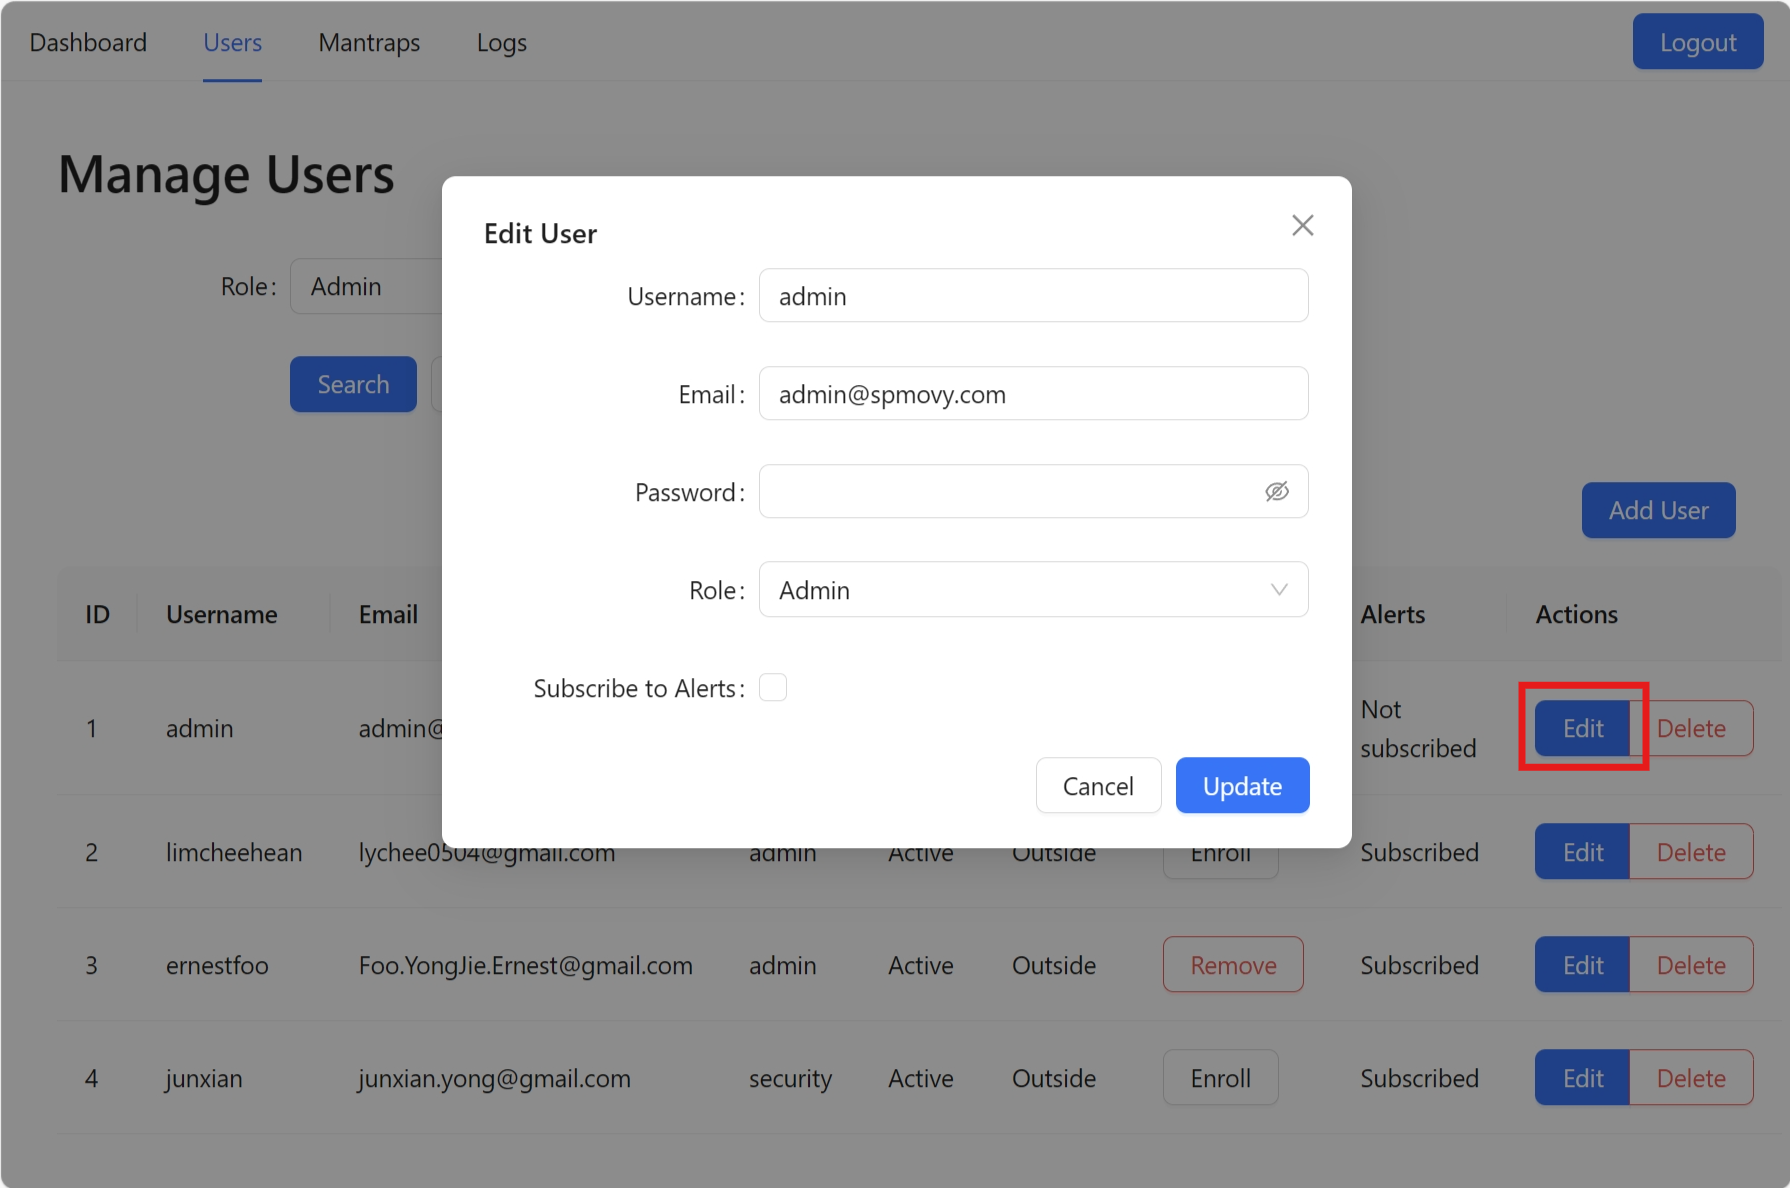 Dashboard Users Mantraps Logs Logout
Manage Users
Edit User
Username: admin
Role: Admin
Email: admin@spmovy.com
Search
Password:
Add User
Role: Admin
ID Username Email Alerts Actions
Subscribe to Alerts:
1 admin admin@ Not subscribed Edit Delete
Cancel Update
2 limcheehean lychee0504@gmail.com admin Active Outside Enroll Subscribed Edit Delete
3 ernestfoo Foo.YongJie.Ernest@gmail.com admin Active Outside Remove Subscribed Edit Delete
4 junxian junxian.yong@gmail.com security Active Outside Enroll Subscribed Edit Delete